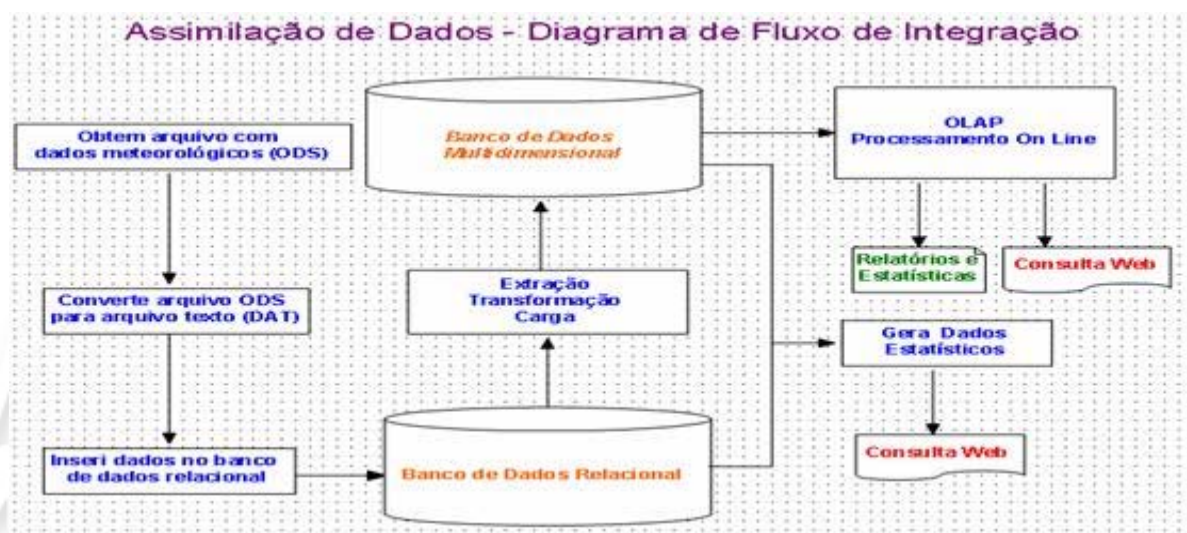 Assimilação de Dados - Diagrama de Fluxo de Integração
Obtem arquivo com
dados meteorológicos (ODS)
Converte arquivo ODS
para arquivo texto (DAT)
Inseri dados no banco
de dados relacional
Banco de Dados
Multidimensional
Extração
Transformação
Carga
Banco de Dados Relacional
OLAP
Processamento On Line
Relatórios e
Estatísticas
Consulta Web
Gera Dados
Estatísticos
Consulta Web